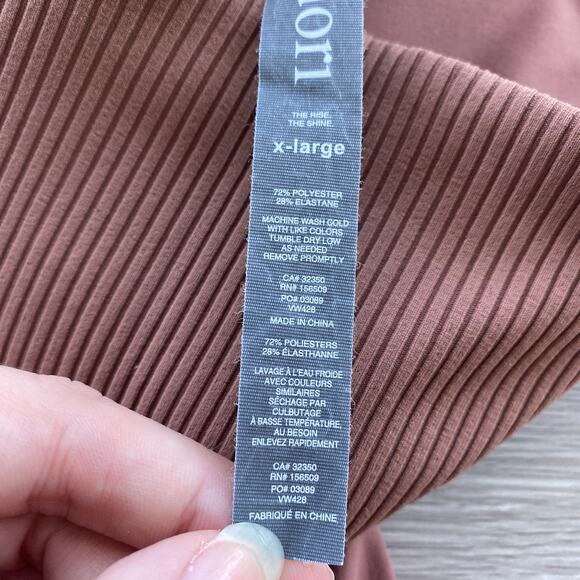 THE RISE.
THE SHINE.
x-large
72% POLYESTER
28% ELASTANE
MACHINE WASH GOLD
WITH LIKE COLORS
TUMBLE DRY LOW
AS NEEDED
REMOVE PROMPTLY
CA# 32350
RN# 156509
PO# 03089
VW428
MADE IN CHINA
72% POLIESTERS
28% ÉLASTHANNE
LAVAGE À L'EAU FROIDE
AVEC COULEURS
SIMILAIRES
SÉCHAGE PAR
CULBUTAGE
À BASSE TEMPÉRATURE,
AU BESOIN
ENLEVEZ RAPIDEMENT
CA# 32350
RN# 156509
PO# 03089
VW428
FABRIQUÉ EN CHINE